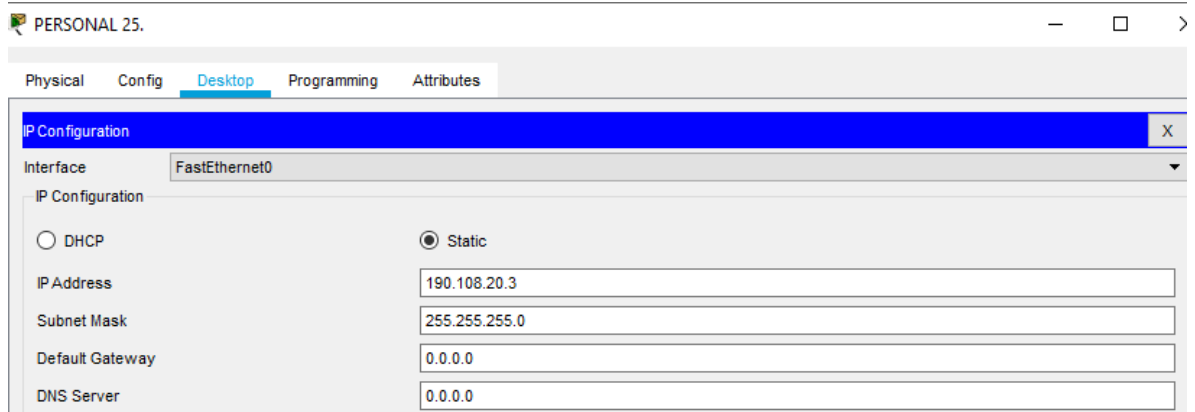 PERSONAL 25.
Physical Config Desktop Programming Attributes
IP Configuration X
Interface FastEthernet0
IP Configuration
DHCP Static
IP Address 190.108.20.3
Subnet Mask 255.255.255.0
Default Gateway 0.0.0.0
DNS Server 0.0.0.0